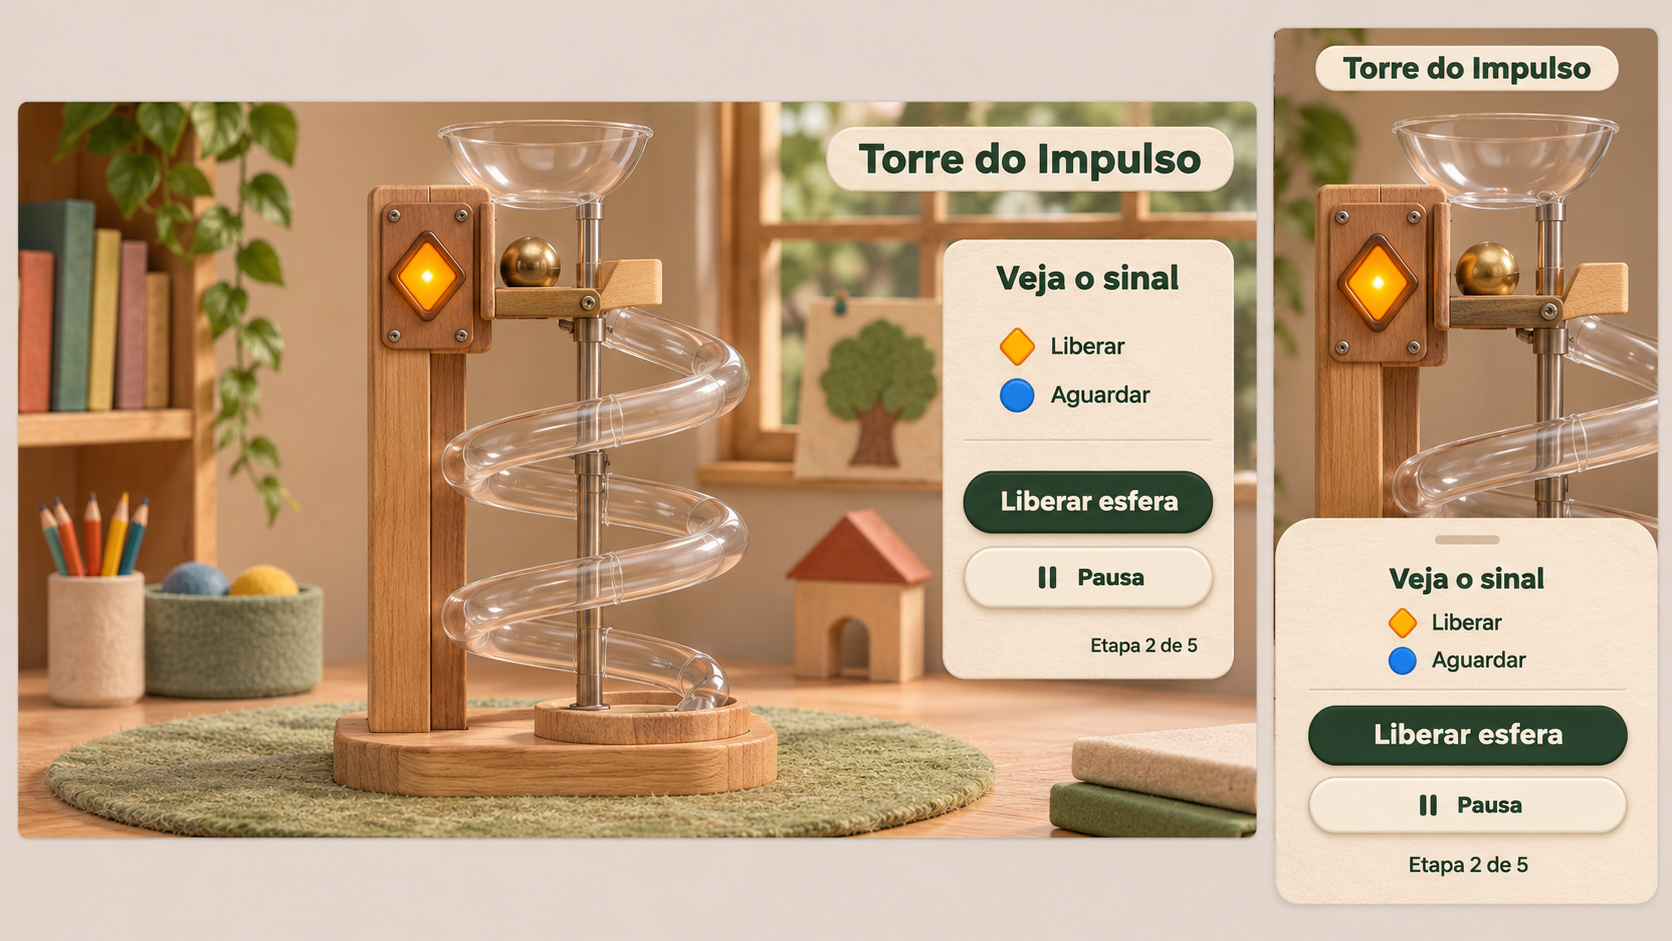 Torre do Impulso
Veja o sinal
Liberar
Aguardar
Liberar esfera
Pausa
Etapa 2 de 5
Torre do Impulso
Veja o sinal
Liberar
Aguardar
Liberar esfera
Pausa
Etapa 2 de 5